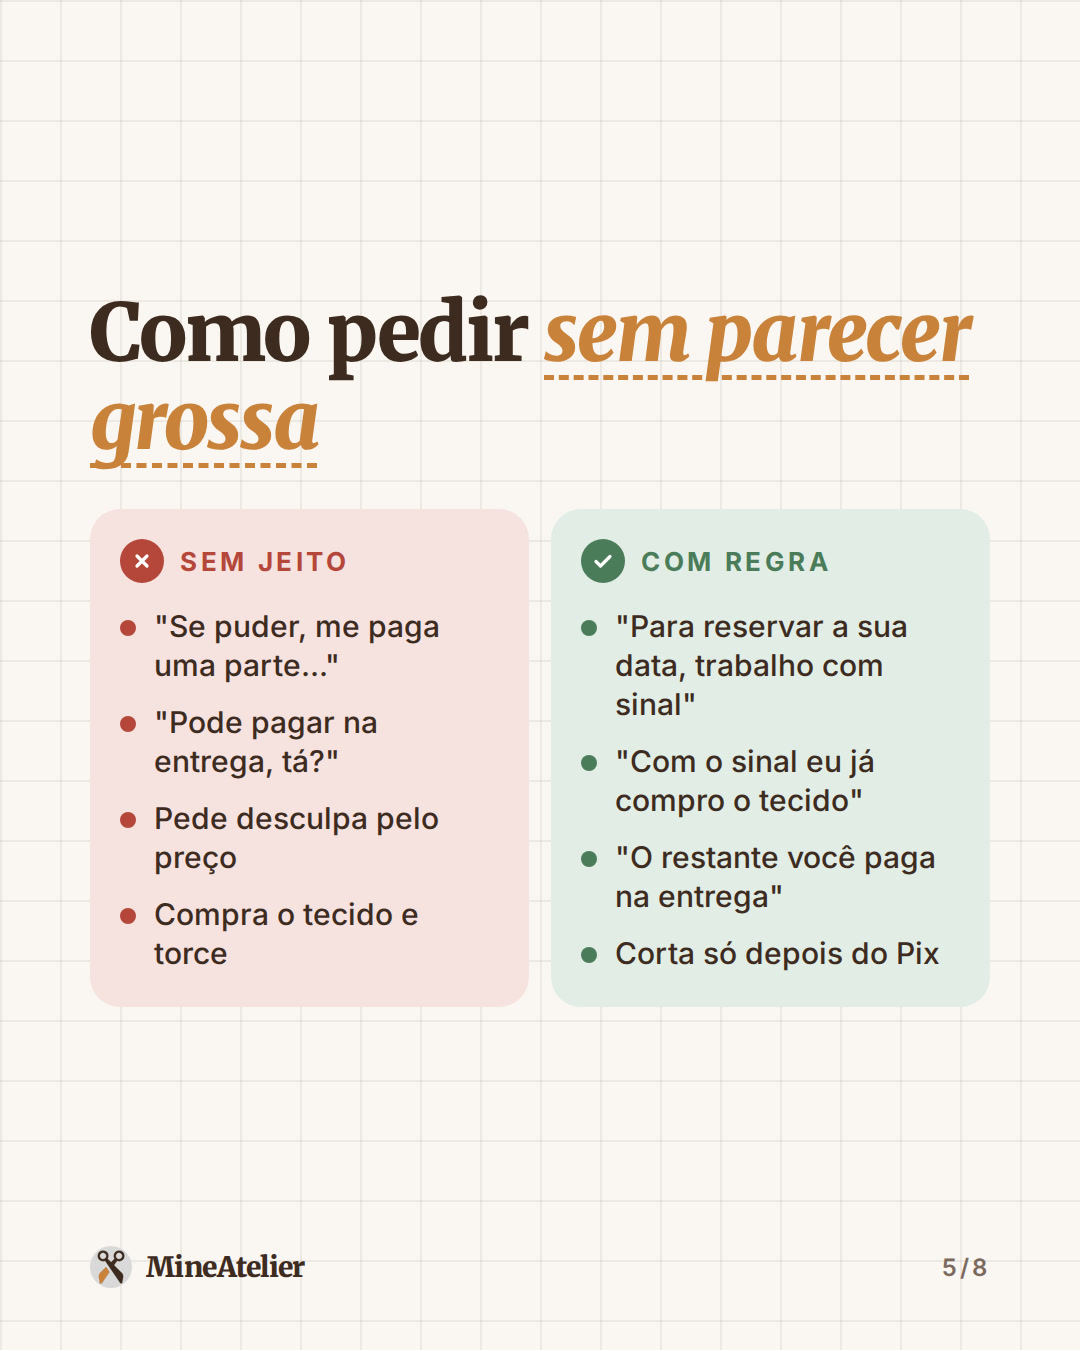 Como pedir sem parecer
grossa
SEM JEITO
"Se puder, me paga
uma parte..."
"Pode pagar na
entrega, tá?"
Pede desculpa pelo
preço
Compra o tecido e
torce
COM REGRA
"Para reservar a sua
data, trabalho com
sinal"
"Com o sinal eu já
compro o tecido"
"O restante você paga
na entrega"
Corta só depois do Pix
MineAtelier
5/8